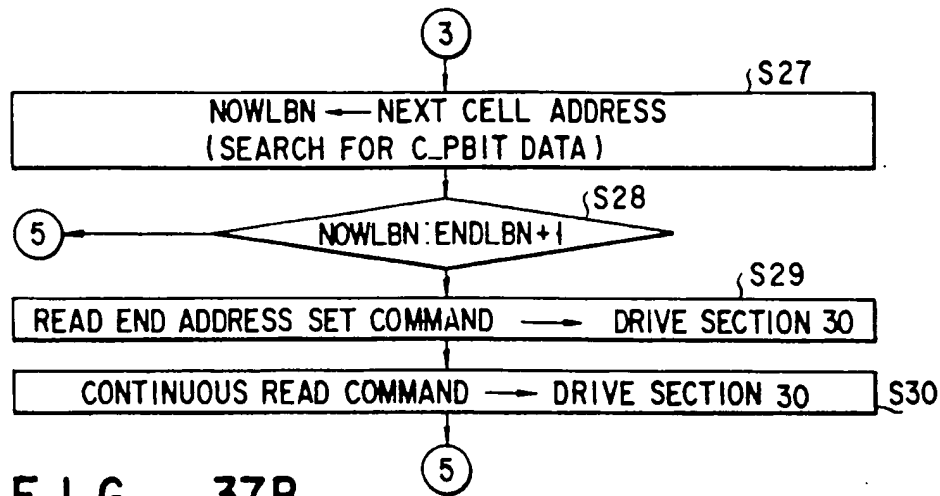 3
S27
NOWLBN ← NEXT CELL ADDRESS
(SEARCH FOR C_PBIT DATA)
S28
5
NOWLBN:ENDLBN+1
S29
READ END ADDRESS SET COMMAND → DRIVE SECTION 30
CONTINUOUS READ COMMAND → DRIVE SECTION 30
S30
5
FIG. 37B